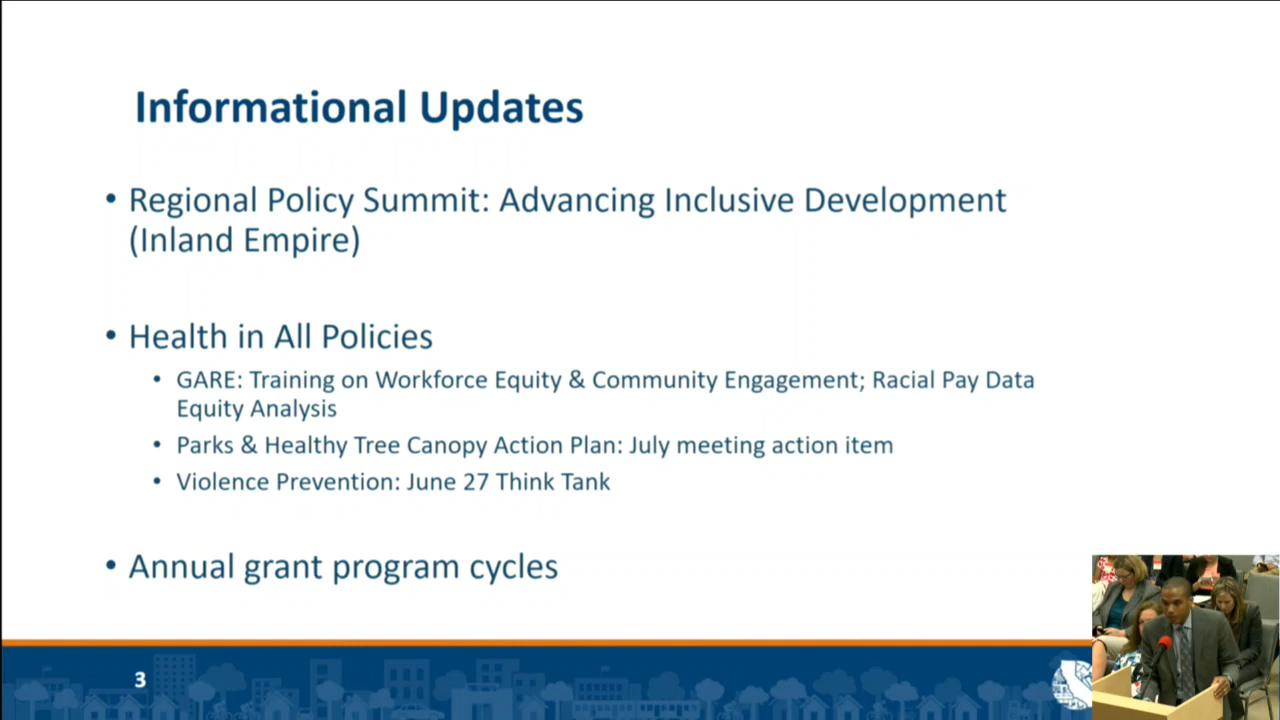 Informational Updates
• Regional Policy Summit: Advancing Inclusive Development
(Inland Empire)
• Health in All Policies
• GARE: Training on Workforce Equity & Community Engagement; Racial Pay Data
Equity Analysis
• Parks & Healthy Tree Canopy Action Plan: July meeting action item
• Violence Prevention: June 27 Think Tank
• Annual grant program cycles
3